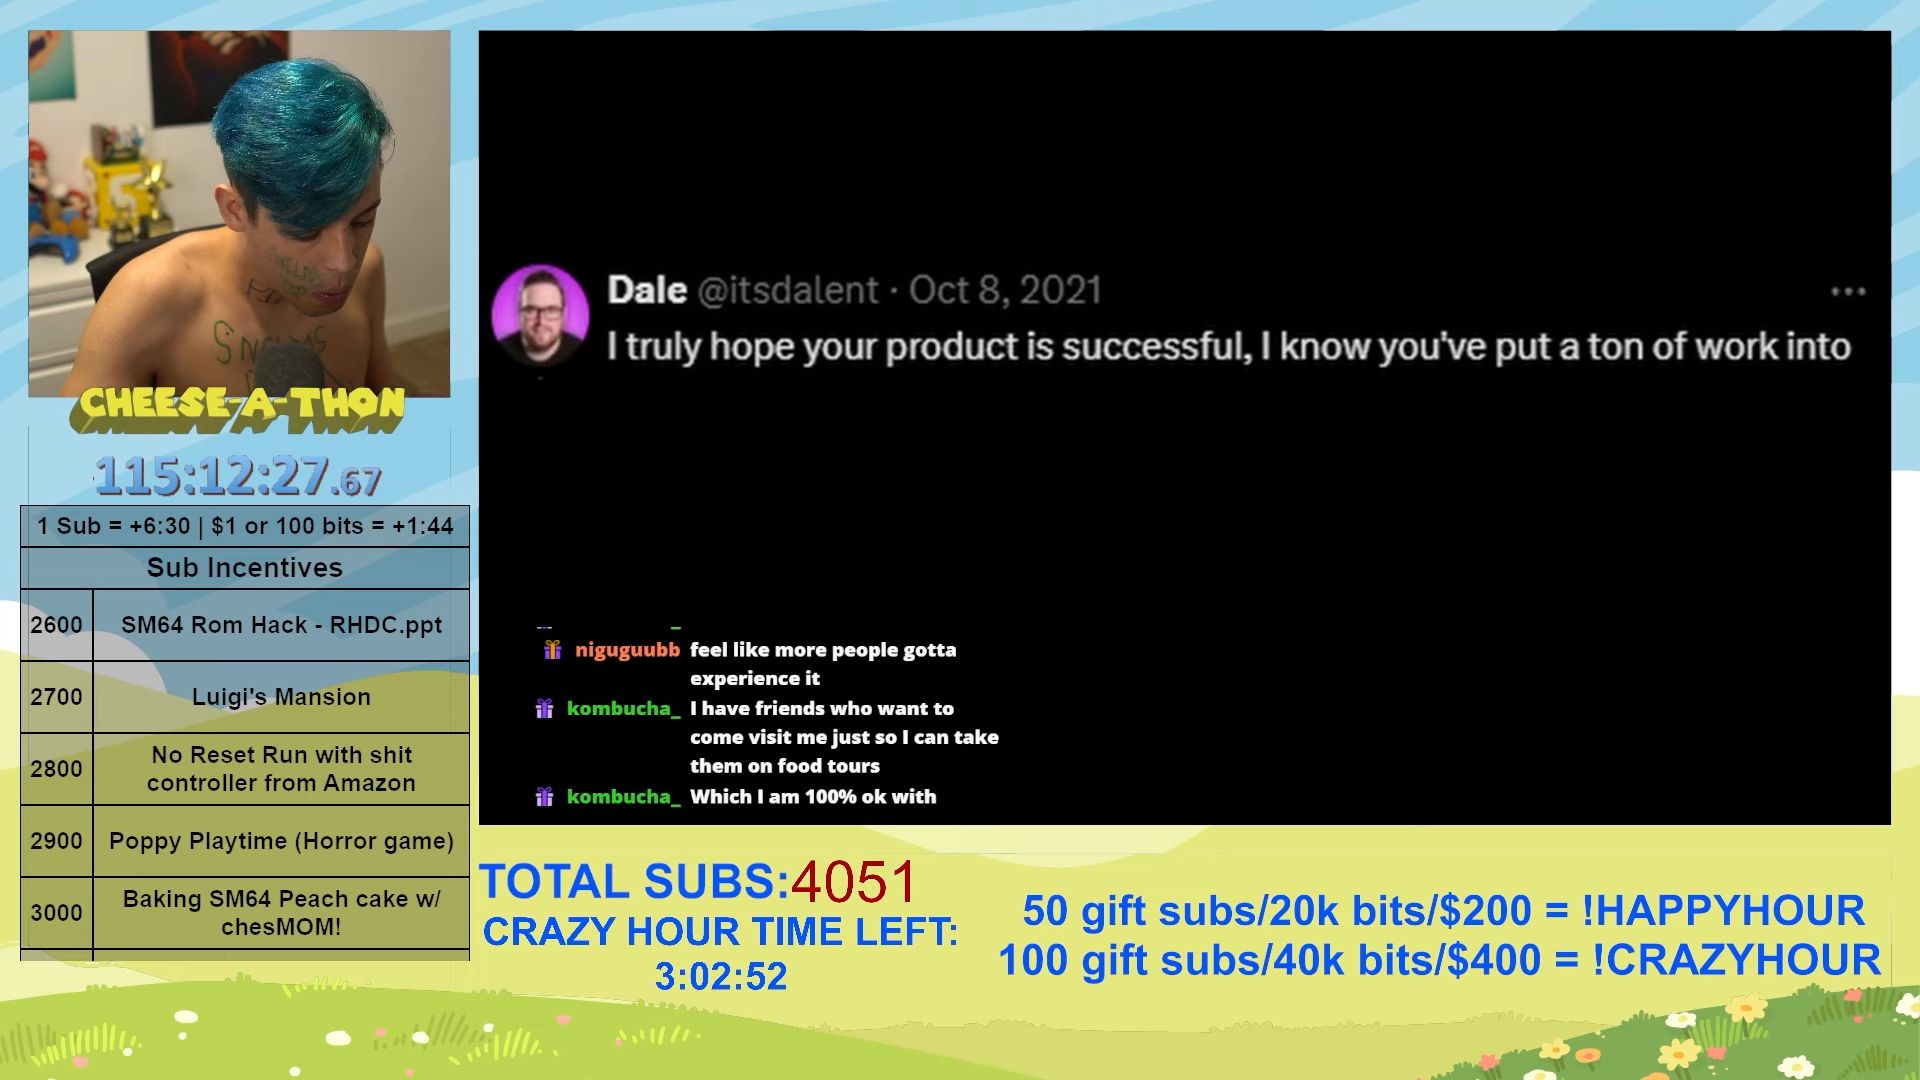 CHEESE-A-THON
115:12:27.67
1 Sub = +6:30 | $1 or 100 bits = +1:44
Sub Incentives
2600 SM64 Rom Hack - RHDC.ppt
2700 Luigi's Mansion
2800 No Reset Run with shit
controller from Amazon
2900 Poppy Playtime (Horror game)
3000 Baking SM64 Peach cake w/
chesMOM!
Dale @itsdalent · Oct 8, 2021
I truly hope your product is successful, I know you've put a ton of work into
niguguubb feel like more people gotta
experience it
kombucha_ I have friends who want to
come visit me just so I can take
them on food tours
kombucha_ Which I am 100% ok with
TOTAL SUBS:4051
CRAZY HOUR TIME LEFT:
3:02:52
50 gift subs/20k bits/$200 = !HAPPYHOUR
100 gift subs/40k bits/$400 = !CRAZYHOUR